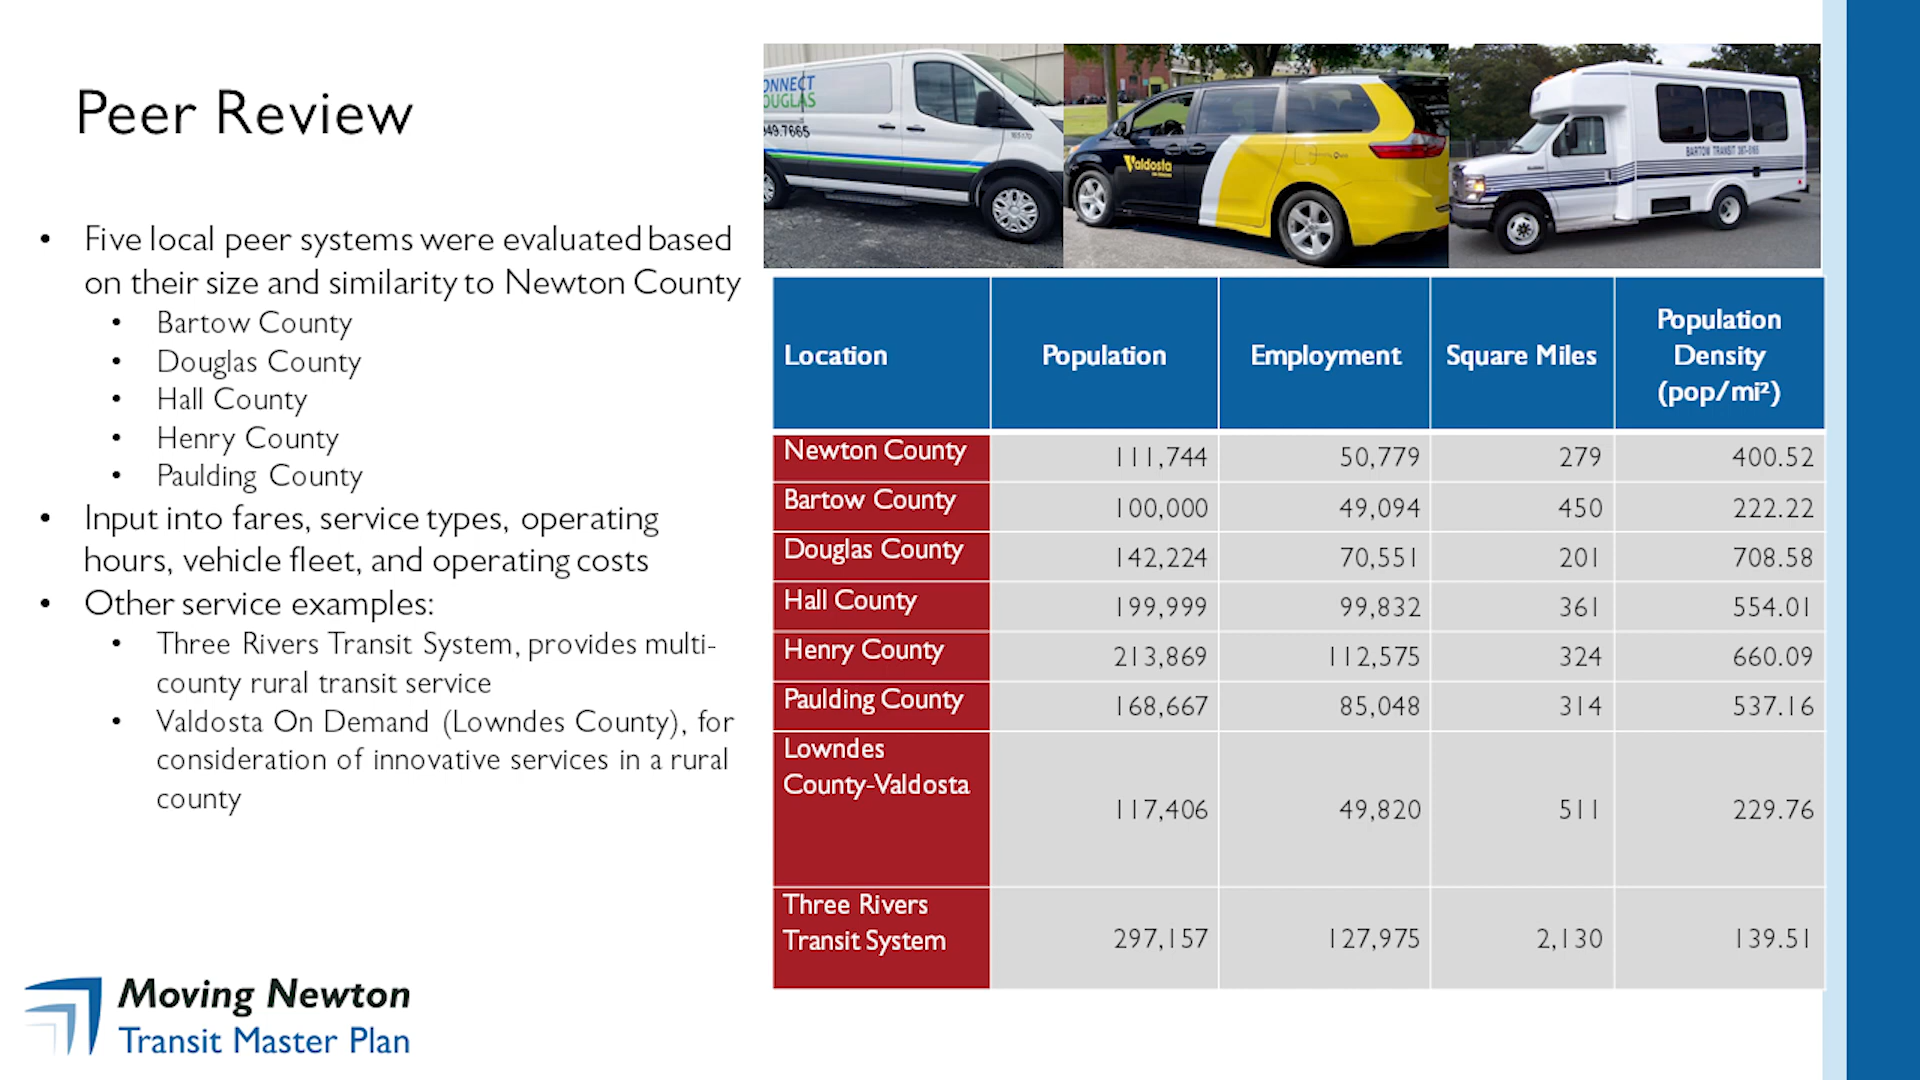 Peer Review
• Five local peer systems were evaluated based
on their size and similarity to Newton County
• Bartow County
• Douglas County
• Hall County
• Henry County
• Paulding County
• Input into fares, service types, operating
hours, vehicle fleet, and operating costs
• Other service examples:
• Three Rivers Transit System, provides multi-
county rural transit service
• Valdosta On Demand (Lowndes County), for
consideration of innovative services in a rural
county
ONNECT
OUGLAS
949.7665
Valdosta
BARTOW TRANSIT 387-5165
Location Population Employment Square Miles Population Density (pop/mi²)
Newton County 111,744 50,779 279 400.52
Bartow County 100,000 49,094 450 222.22
Douglas County 142,224 70,551 201 708.58
Hall County 199,999 99,832 361 554.01
Henry County 213,869 112,575 324 660.09
Paulding County 168,667 85,048 314 537.16
Lowndes
County-Valdosta 117,406 49,820 511 229.76
Three Rivers
Transit System 297,157 127,975 2,130 139.51
Moving Newton
Transit Master Plan